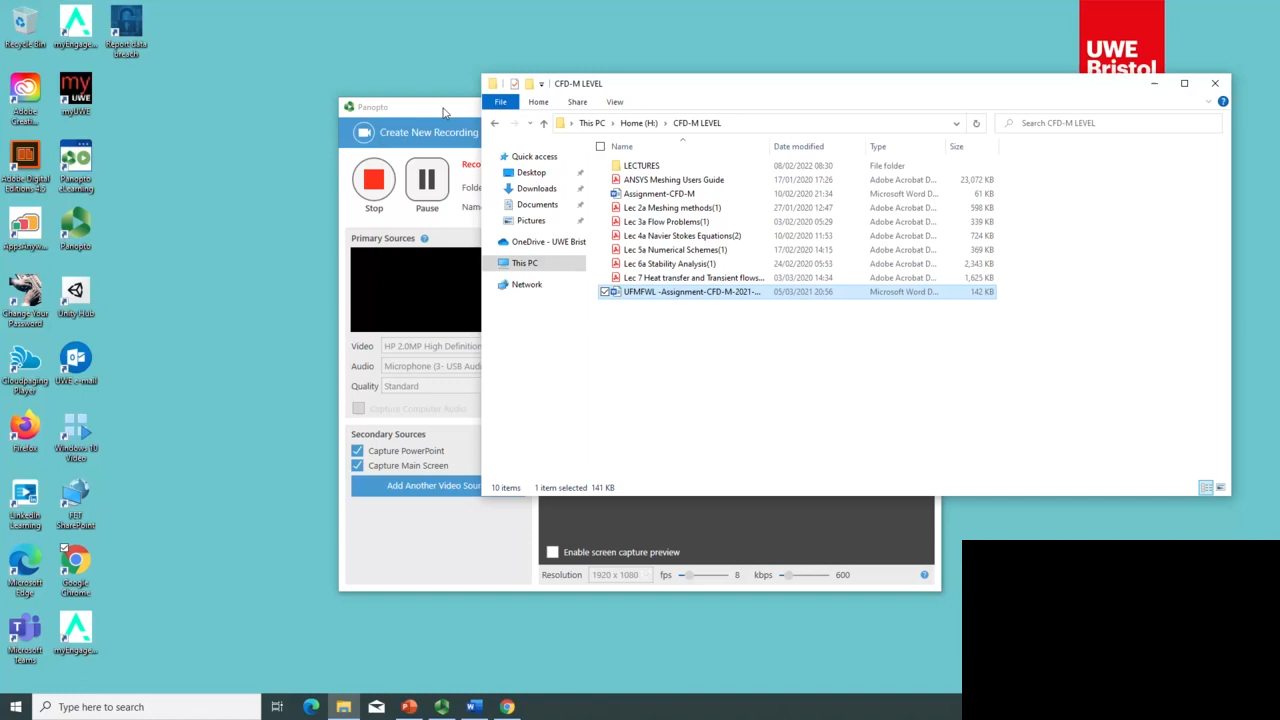 Recycle Bin
myEngage...
Report data breach
Adobe Creati...
myUWE
Adobe Digital Editions 4.5
Panopto eLearning
AppsAnyw...
Panopto
Change Your Password
Unity Hub
Cloudpaging Player
UWE e-mail
Firefox
Windows 10 Video
LinkedIn Learning
FET SharePoint
Microsoft Edge
Google Chrome
Microsoft Teams
myEngage...
UWE Bristol
Panopto
Create New Recording
Stop
Pause
Primary Sources
Video HP 2.0MP High Definition
Audio Microphone (3- USB Audi
Quality Standard
Capture Computer Audio
Secondary Sources
Capture PowerPoint
Capture Main Screen
Add Another Video Sour
Enable screen capture preview
Resolution 1920 x 1080 fps 8 kbps 600
CFD-M LEVEL
File Home Share View
This PC > Home (H:) > CFD-M LEVEL
Search CFD-M LEVEL
Quick access
Desktop
Downloads
Documents
Pictures
OneDrive - UWE Brist
This PC
Network
Name Date modified Type Size
LECTURES 08/02/2022 08:30 File folder
ANSYS Meshing Users Guide 17/01/2020 17:26 Adobe Acrobat D... 23,072 KB
Assignment-CFD-M 10/02/2020 21:34 Microsoft Word D... 61 KB
Lec 2a Meshing methods(1) 27/01/2020 12:47 Adobe Acrobat D... 598 KB
Lec 3a Flow Problems(1) 03/02/2020 05:29 Adobe Acrobat D... 339 KB
Lec 4a Navier Stokes Equations(2) 10/02/2020 11:53 Adobe Acrobat D... 724 KB
Lec 5a Numerical Schemes(1) 17/02/2020 14:15 Adobe Acrobat D... 369 KB
Lec 6a Stability Analysis(1) 24/02/2020 05:53 Adobe Acrobat D... 2,343 KB
Lec 7 Heat transfer and Transient flows... 03/03/2020 14:34 Adobe Acrobat D... 1,625 KB
UFMFWL -Assignment-CFD-M-2021-... 05/03/2021 20:56 Microsoft Word D... 142 KB
10 items 1 item selected 141 KB
Type here to search